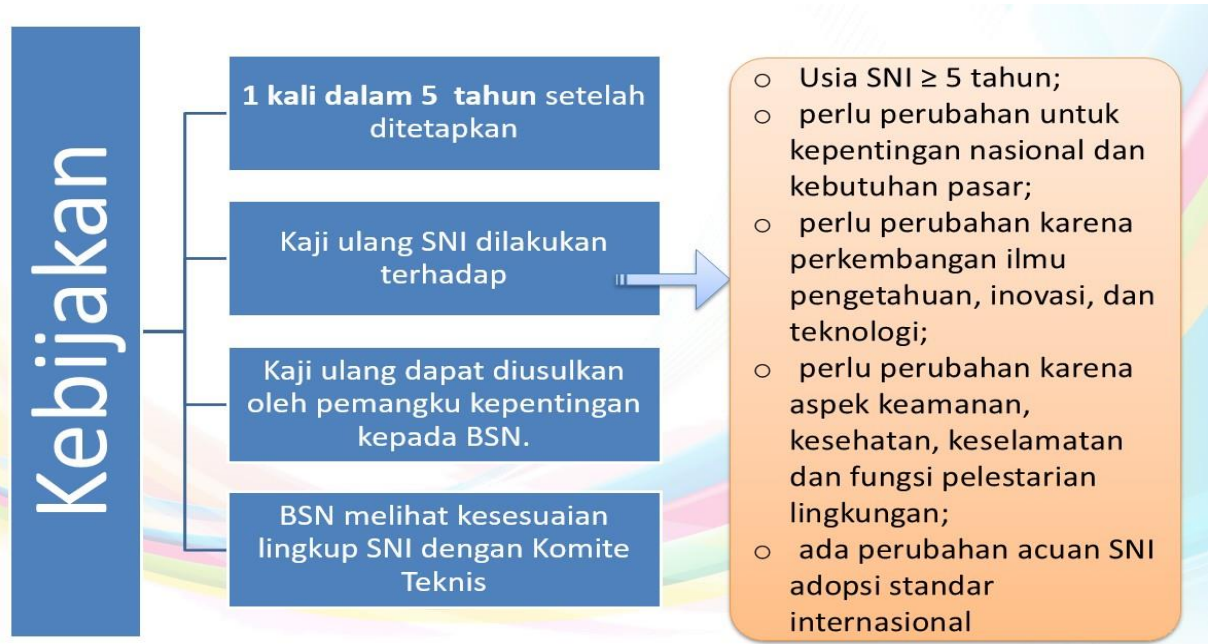 Kebijakan
1 kali dalam 5 tahun setelah
ditetapkan
Kaji ulang SNI dilakukan
terhadap
Kaji ulang dapat diusulkan
oleh pemangku kepentingan
kepada BSN.
BSN melihat kesesuaian
lingkup SNI dengan Komite
Teknis
o Usia SNI ≥ 5 tahun;
o perlu perubahan untuk
kepentingan nasional dan
kebutuhan pasar;
o perlu perubahan karena
perkembangan ilmu
pengetahuan, inovasi, dan
teknologi;
o perlu perubahan karena
aspek keamanan,
kesehatan, keselamatan
dan fungsi pelestarian
lingkungan;
o ada perubahan acuan SNI
adopsi standar
internasional